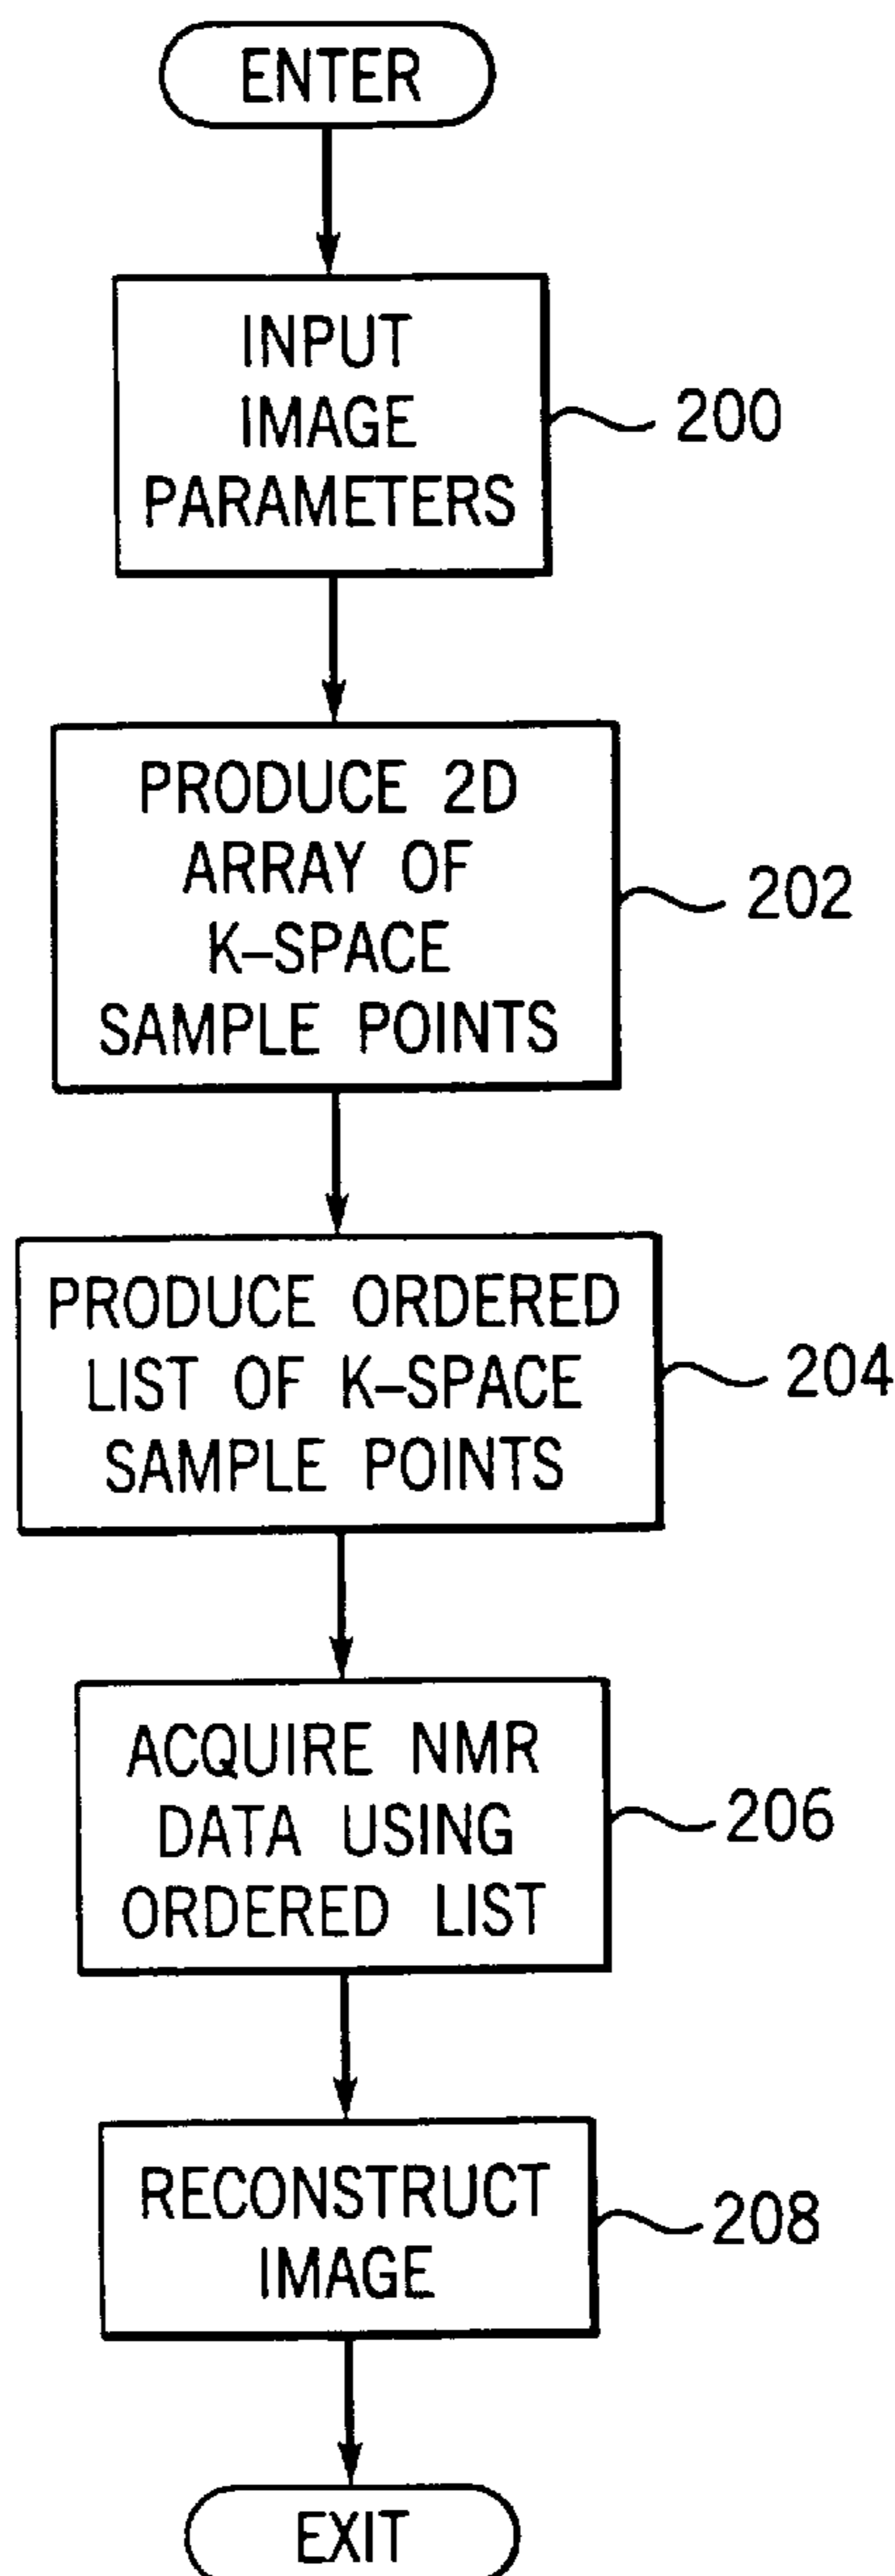 ENTER
INPUT
IMAGE
PARAMETERS
200
PRODUCE 2D
ARRAY OF
K–SPACE
SAMPLE POINTS
202
PRODUCE ORDERED
LIST OF K–SPACE
SAMPLE POINTS
204
ACQUIRE NMR
DATA USING
ORDERED LIST
206
RECONSTRUCT
IMAGE
208
EXIT